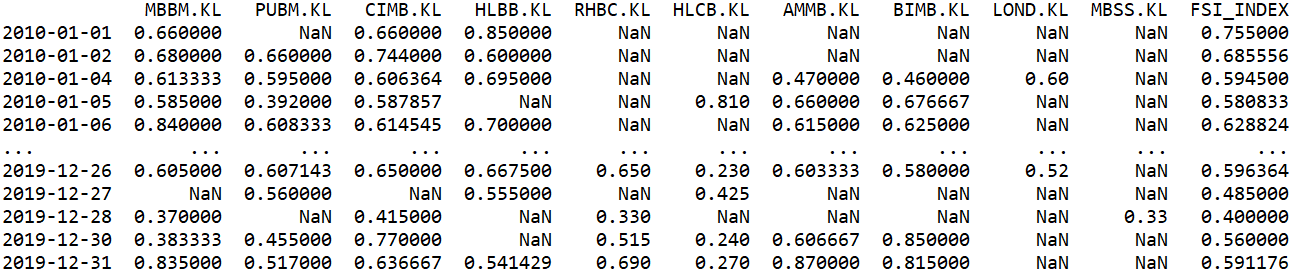 MBBM.KL PUBM.KL CIMB.KL HLBB.KL RHBC.KL HLCB.KL AMMB.KL BIMB.KL LOND.KL MBSS.KL FSI_INDEX
2010-01-01 0.660000 NaN 0.660000 0.850000 NaN NaN NaN NaN NaN NaN 0.755000
2010-01-02 0.680000 0.660000 0.744000 0.600000 NaN NaN NaN NaN NaN NaN 0.685556
2010-01-04 0.613333 0.595000 0.606364 0.695000 NaN NaN 0.470000 0.460000 0.60 NaN 0.594500
2010-01-05 0.585000 0.392000 0.587857 NaN NaN 0.810 0.660000 0.676667 NaN NaN 0.580833
2010-01-06 0.840000 0.608333 0.614545 0.700000 NaN NaN 0.615000 0.625000 NaN NaN 0.628824
... ... ... ... ... ... ... ... ... ... ... ...
2019-12-26 0.605000 0.607143 0.650000 0.667500 0.650 0.230 0.603333 0.580000 0.52 NaN 0.596364
2019-12-27 NaN 0.560000 NaN 0.555000 NaN 0.425 NaN NaN NaN NaN 0.485000
2019-12-28 0.370000 NaN 0.415000 NaN 0.330 NaN NaN NaN NaN 0.33 0.400000
2019-12-30 0.383333 0.455000 0.770000 NaN 0.515 0.240 0.606667 0.850000 NaN NaN 0.560000
2019-12-31 0.835000 0.517000 0.636667 0.541429 0.690 0.270 0.870000 0.815000 NaN NaN 0.591176